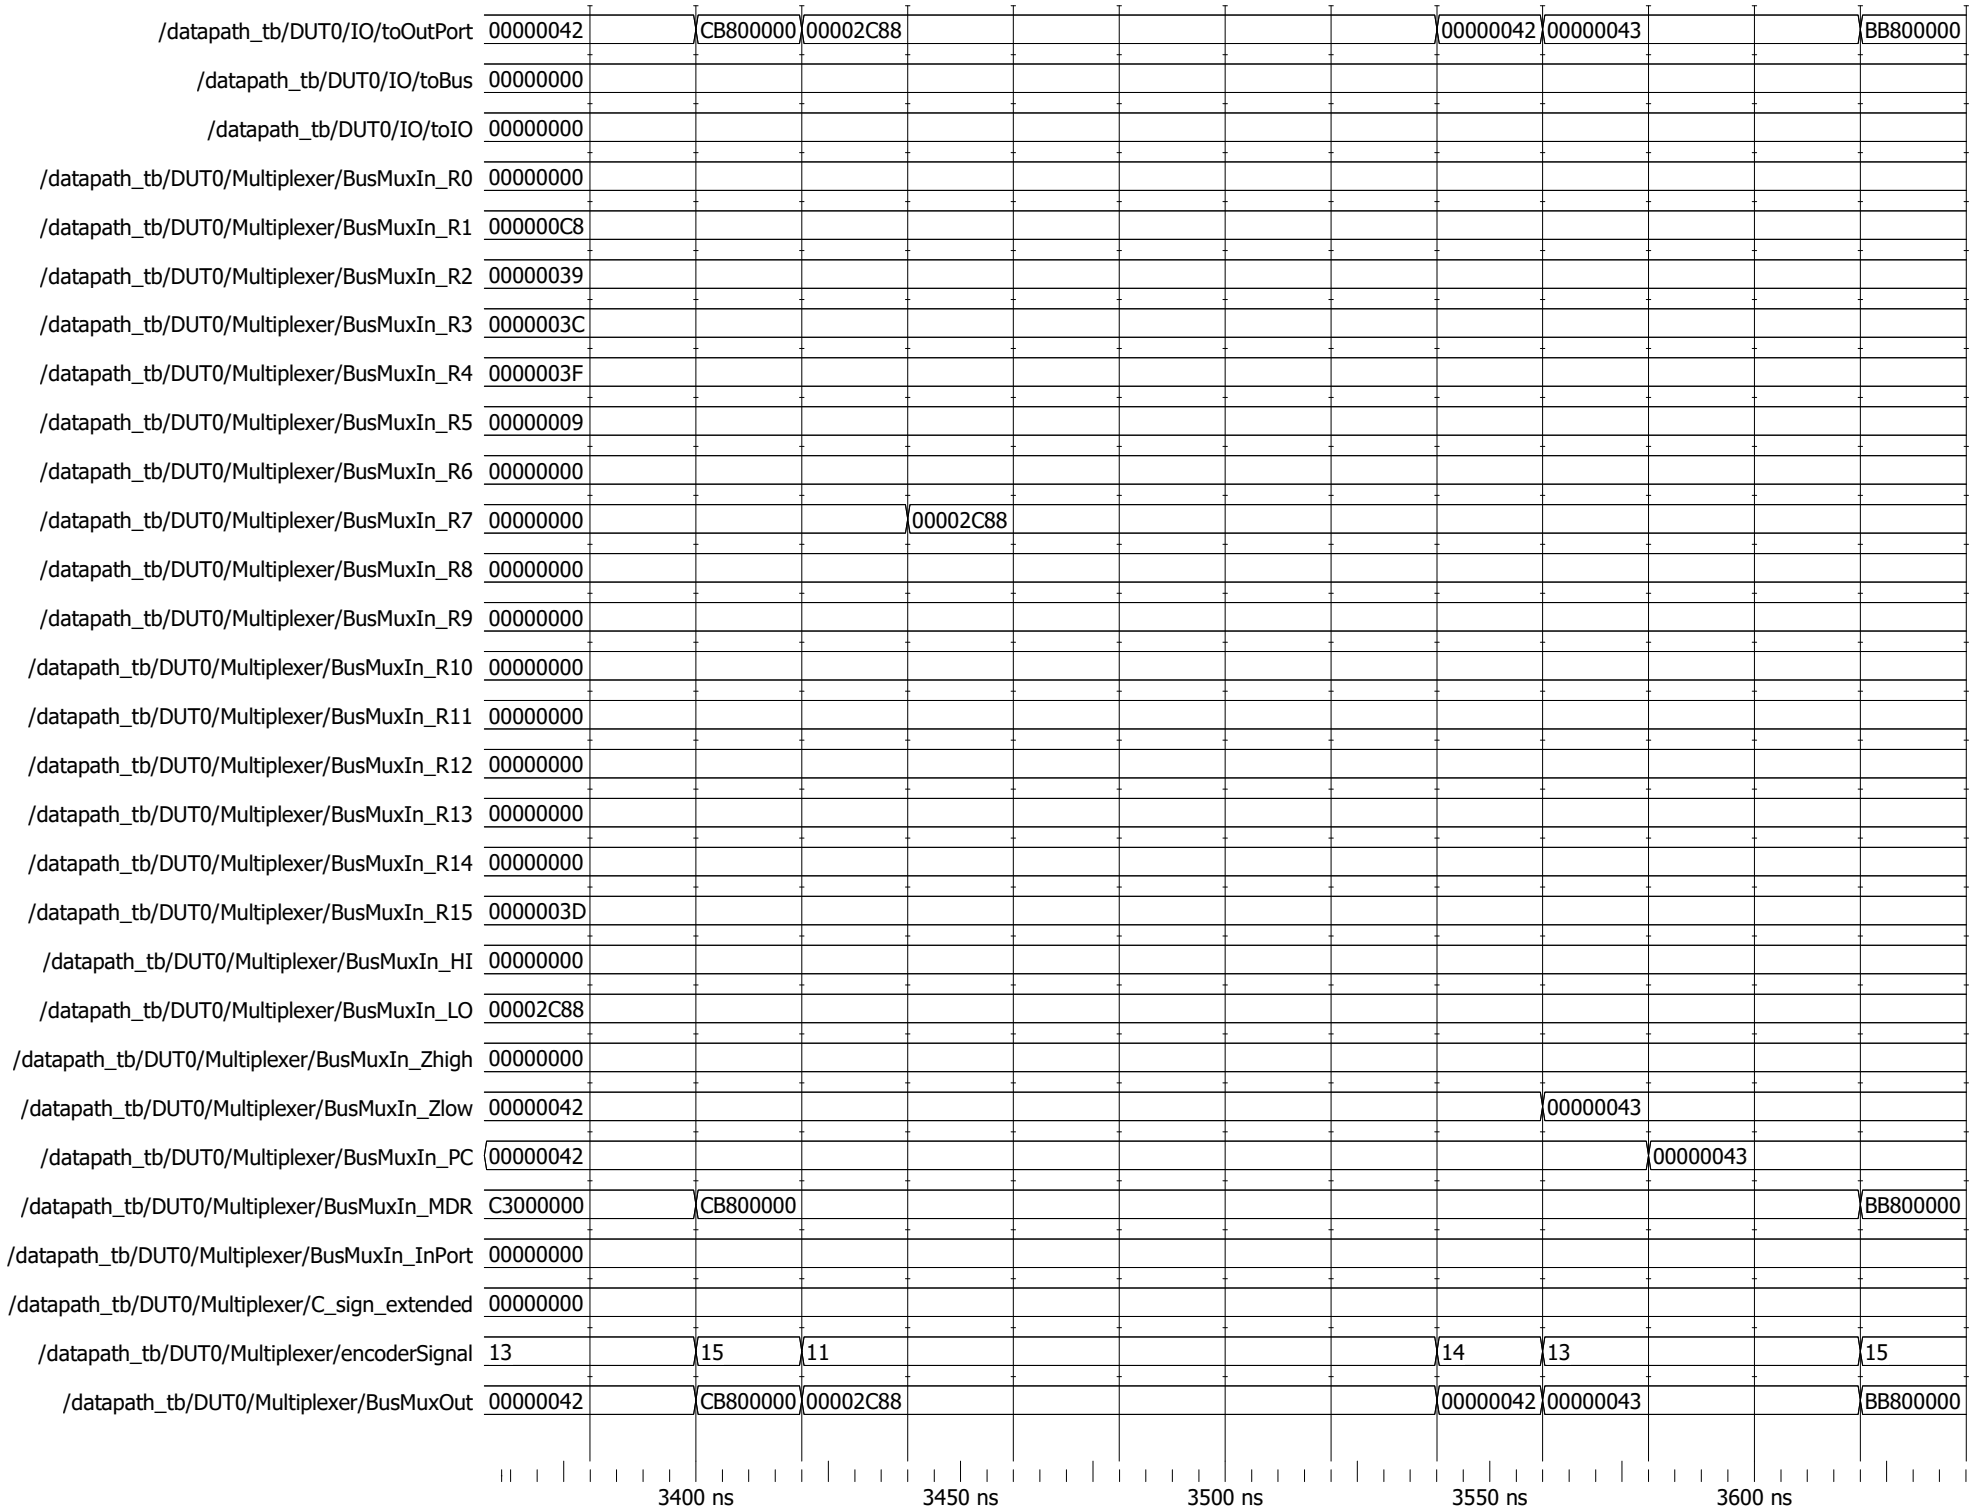 /datapath_tb/DUT0/IO/toOutPort 00000042 CB800000 00002C88 00000042 00000043 BB800000
/datapath_tb/DUT0/IO/toBus 00000000
/datapath_tb/DUT0/IO/toIO 00000000
/datapath_tb/DUT0/Multiplexer/BusMuxIn_R0 00000000
/datapath_tb/DUT0/Multiplexer/BusMuxIn_R1 000000C8
/datapath_tb/DUT0/Multiplexer/BusMuxIn_R2 00000039
/datapath_tb/DUT0/Multiplexer/BusMuxIn_R3 0000003C
/datapath_tb/DUT0/Multiplexer/BusMuxIn_R4 0000003F
/datapath_tb/DUT0/Multiplexer/BusMuxIn_R5 00000009
/datapath_tb/DUT0/Multiplexer/BusMuxIn_R6 00000000
/datapath_tb/DUT0/Multiplexer/BusMuxIn_R7 00000000 00002C88
/datapath_tb/DUT0/Multiplexer/BusMuxIn_R8 00000000
/datapath_tb/DUT0/Multiplexer/BusMuxIn_R9 00000000
/datapath_tb/DUT0/Multiplexer/BusMuxIn_R10 00000000
/datapath_tb/DUT0/Multiplexer/BusMuxIn_R11 00000000
/datapath_tb/DUT0/Multiplexer/BusMuxIn_R12 00000000
/datapath_tb/DUT0/Multiplexer/BusMuxIn_R13 00000000
/datapath_tb/DUT0/Multiplexer/BusMuxIn_R14 00000000
/datapath_tb/DUT0/Multiplexer/BusMuxIn_R15 0000003D
/datapath_tb/DUT0/Multiplexer/BusMuxIn_HI 00000000
/datapath_tb/DUT0/Multiplexer/BusMuxIn_LO 00002C88
/datapath_tb/DUT0/Multiplexer/BusMuxIn_Zhigh 00000000
/datapath_tb/DUT0/Multiplexer/BusMuxIn_Zlow 00000042 00000043
/datapath_tb/DUT0/Multiplexer/BusMuxIn_PC 00000042 00000043
/datapath_tb/DUT0/Multiplexer/BusMuxIn_MDR C3000000 CB800000 BB800000
/datapath_tb/DUT0/Multiplexer/BusMuxIn_InPort 00000000
/datapath_tb/DUT0/Multiplexer/C_sign_extended 00000000
/datapath_tb/DUT0/Multiplexer/encoderSignal 13 15 11 14 13 15
/datapath_tb/DUT0/Multiplexer/BusMuxOut 00000042 CB800000 00002C88 00000042 00000043 BB800000
3400 ns 3450 ns 3500 ns 3550 ns 3600 ns